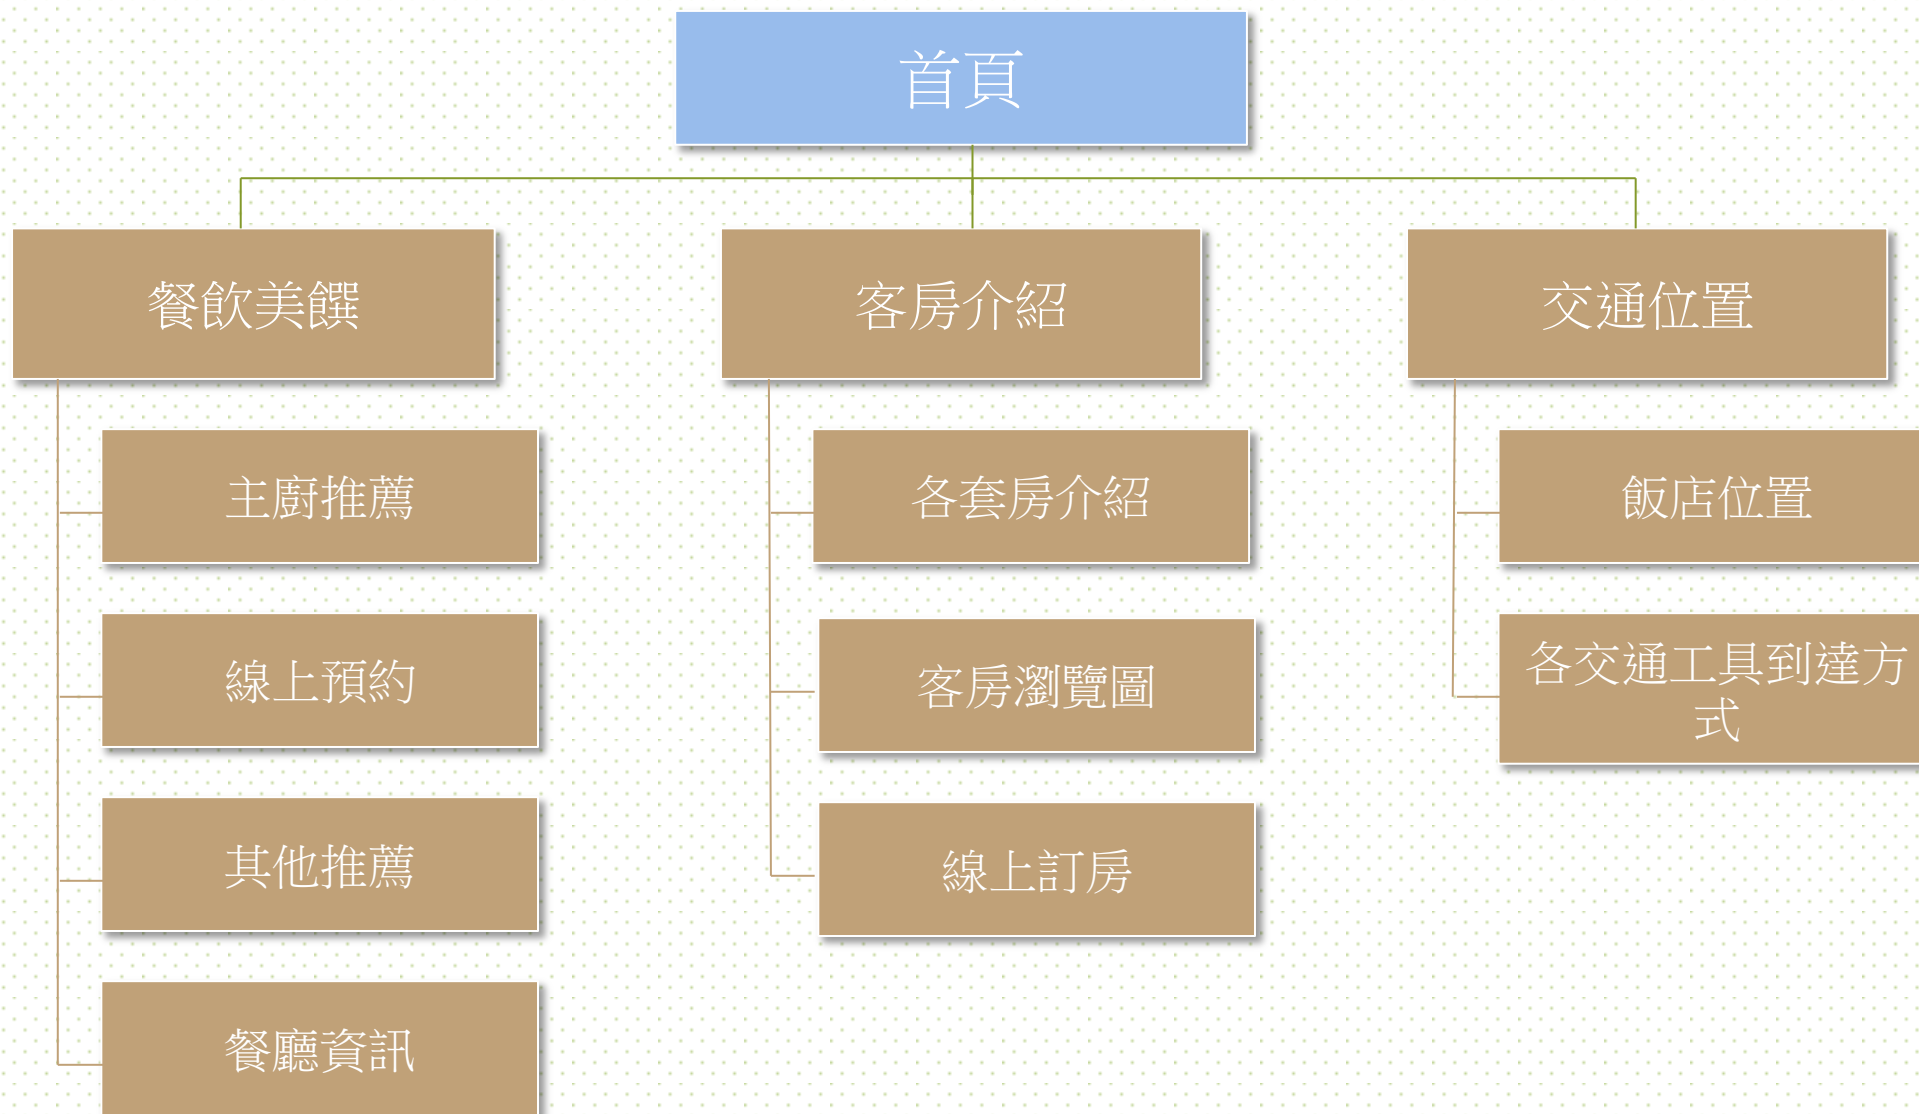 首頁
餐飲美饌
主廚推薦
線上預約
其他推薦
餐廳資訊
客房介紹
各套房介紹
客房瀏覽圖
線上訂房
交通位置
飯店位置
各交通工具到達方
式